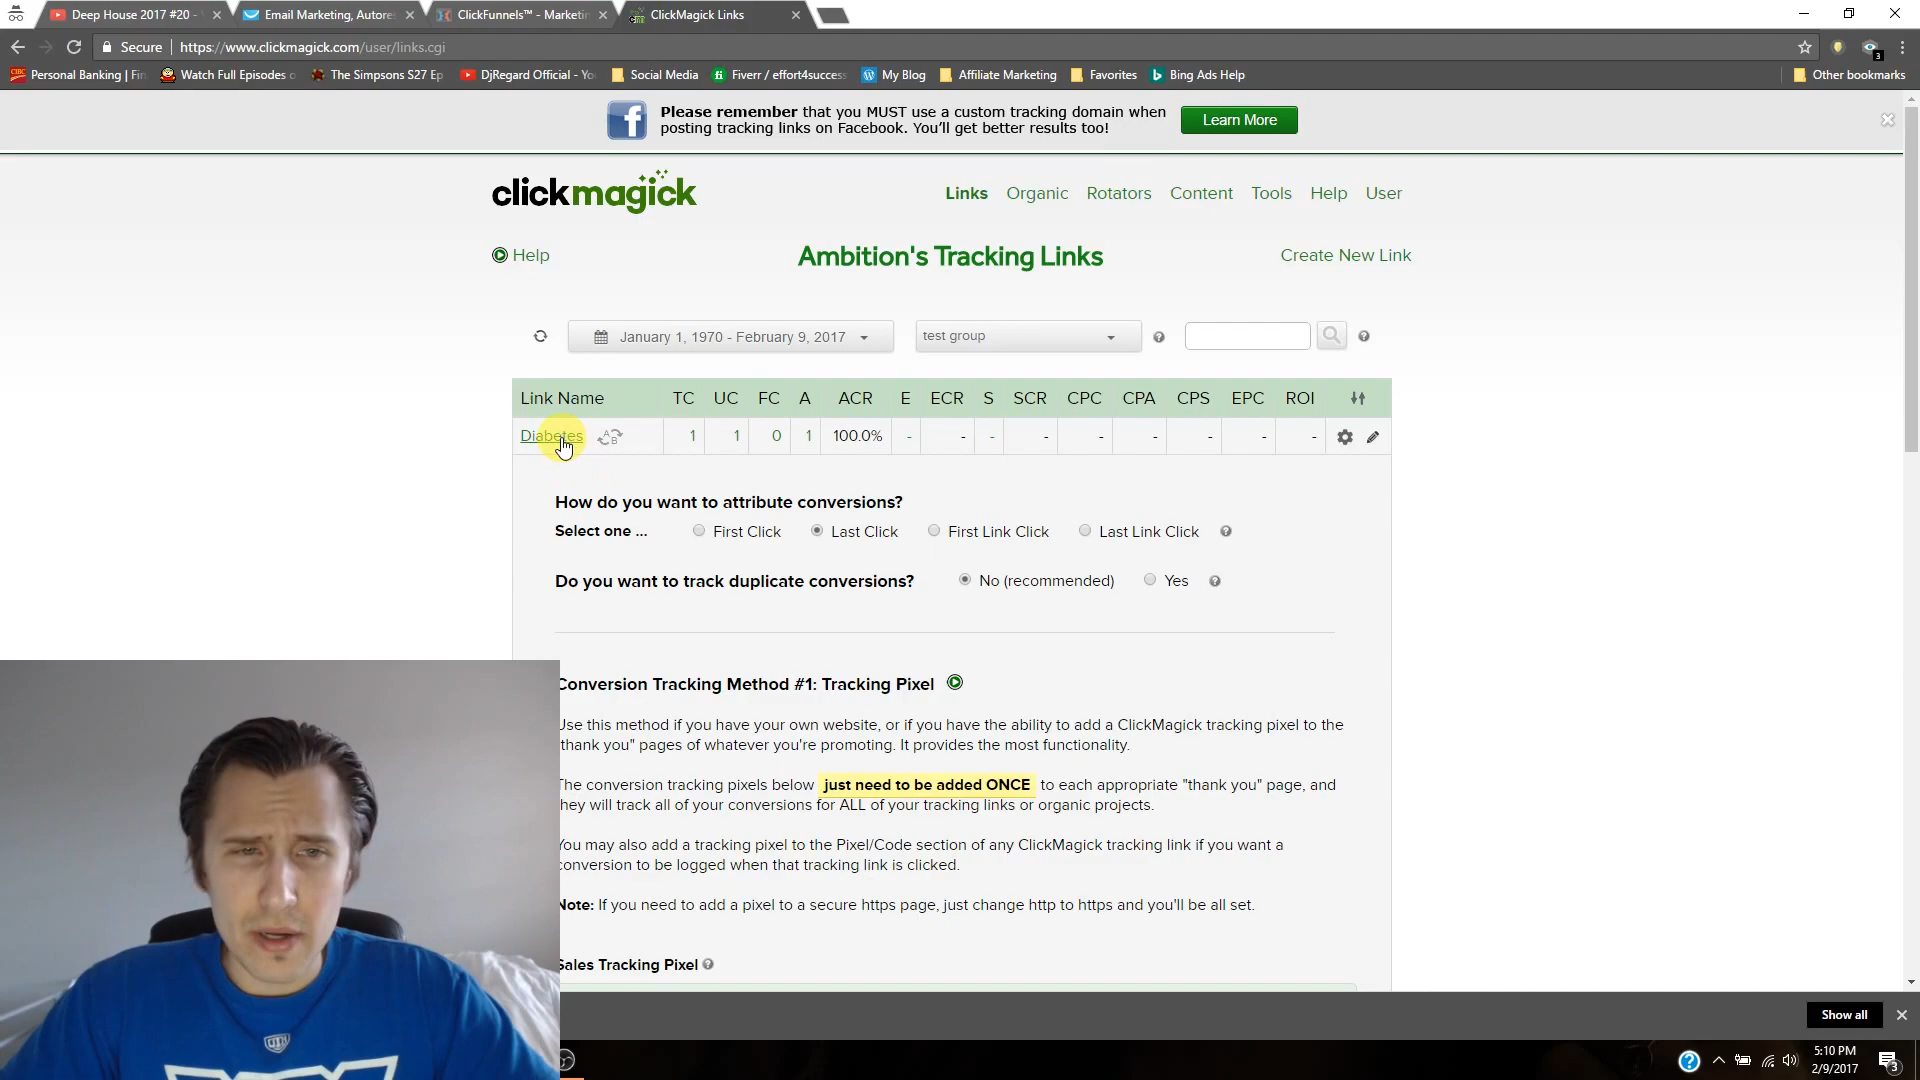 Deep House 2017 #20 -
Email Marketing, Autores
ClickFunnels™ - Marketin
ClickMagick Links
Secure
https://www.clickmagick.com/user/links.cgi
Personal Banking | Fin
Watch Full Episodes o
The Simpsons S27 Ep
DjRegard Official - Yo
Social Media
Fiverr / effort4success
My Blog
Affiliate Marketing
Favorites
Bing Ads Help
Other bookmarks
Please remember that you MUST use a custom tracking domain when
posting tracking links on Facebook. You'll get better results too!
Learn More
clickmagick
Links Organic Rotators Content Tools Help User
Help
Ambition's Tracking Links
Create New Link
January 1, 1970 - February 9, 2017
test group
Link Name TC UC FC A ACR E ECR S SCR CPC CPA CPS EPC ROI
Diabetes A B 1 1 0 1 100.0% - - - - - - - - -
How do you want to attribute conversions?
Select one ... First Click Last Click First Link Click Last Link Click
Do you want to track duplicate conversions? No (recommended) Yes
Conversion Tracking Method #1: Tracking Pixel
Use this method if you have your own website, or if you have the ability to add a ClickMagick tracking pixel to the
"thank you" pages of whatever you're promoting. It provides the most functionality.
The conversion tracking pixels below just need to be added ONCE to each appropriate "thank you" page, and
they will track all of your conversions for ALL of your tracking links or organic projects.
You may also add a tracking pixel to the Pixel/Code section of any ClickMagick tracking link if you want a
conversion to be logged when that tracking link is clicked.
Note: If you need to add a pixel to a secure https page, just change http to https and you'll be all set.
Sales Tracking Pixel
Show all
5:10 PM
2/9/2017
3